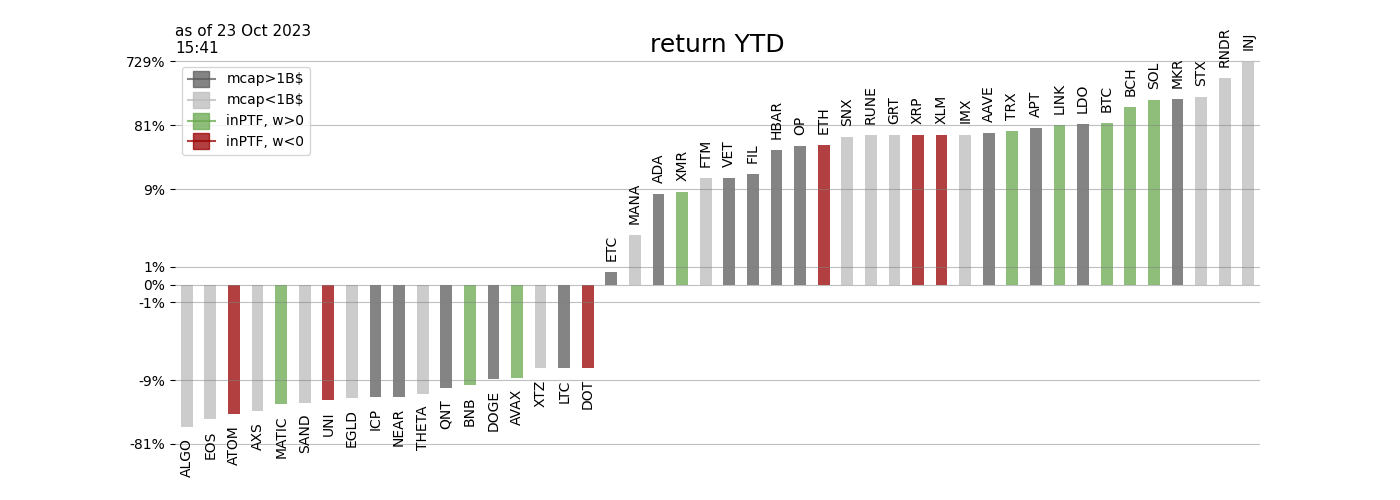 as of 23 Oct 2023
15:41
return YTD
729%
81%
9%
1%
0%
-1%
-9%
-81%
mcap>1B$
mcap<1B$
inPTF, w>0
inPTF, w<0
ALGO
EOS
ATOM
AXS
MATIC
SAND
UNI
EGLD
ICP
NEAR
THETA
QNT
BNB
DOGE
AVAX
XTZ
LTC
DOT
ETC
MANA
ADA
XMR
FTM
VET
FIL
HBAR
OP
ETH
SNX
RUNE
GRT
XRP
XLM
IMX
AAVE
TRX
APT
LINK
LDO
BTC
BCH
SOL
MKR
STX
RNDR
INJ